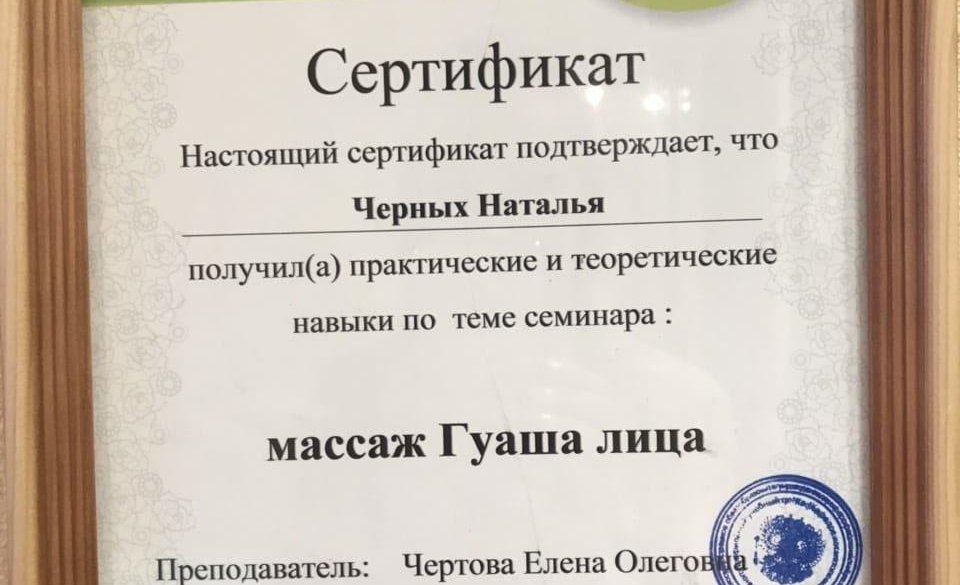 Сертификат
Настоящий сертификат подтверждает, что
Черных Наталья
получил(а) практические и теоретические
навыки по теме семинара :
массаж Гуаша лица
Преподаватель: Чертова Елена Олеговна